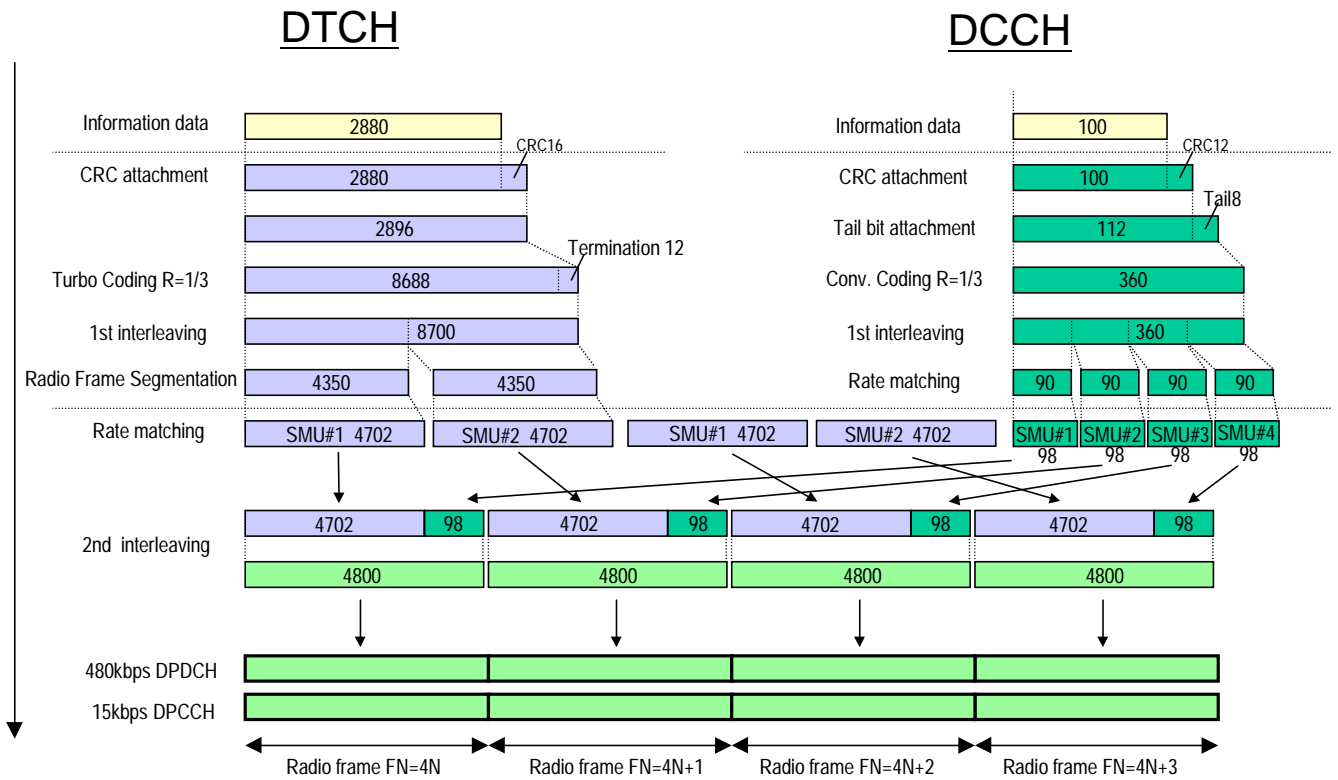 DTCH DCCH
Information data 2880 Information data 100
CRC16 CRC12
CRC attachment 2880 CRC attachment 100
Tail8
2896 Tail bit attachment 112
Termination 12
Turbo Coding R=1/3 8688 Conv. Coding R=1/3 360
1st interleaving 8700 1st interleaving 360
Radio Frame Segmentation 4350 4350 Rate matching 90 90 90 90
Rate matching SMU#1 4702 SMU#2 4702 SMU#1 4702 SMU#2 4702 SMU#1 SMU#2 SMU#3 SMU#4
98 98 98 98
4702 98 4702 98 4702 98 4702 98
2nd interleaving
4800 4800 4800 4800
480kbps DPDCH
15kbps DPCCH
Radio frame FN=4N Radio frame FN=4N+1 Radio frame FN=4N+2 Radio frame FN=4N+3